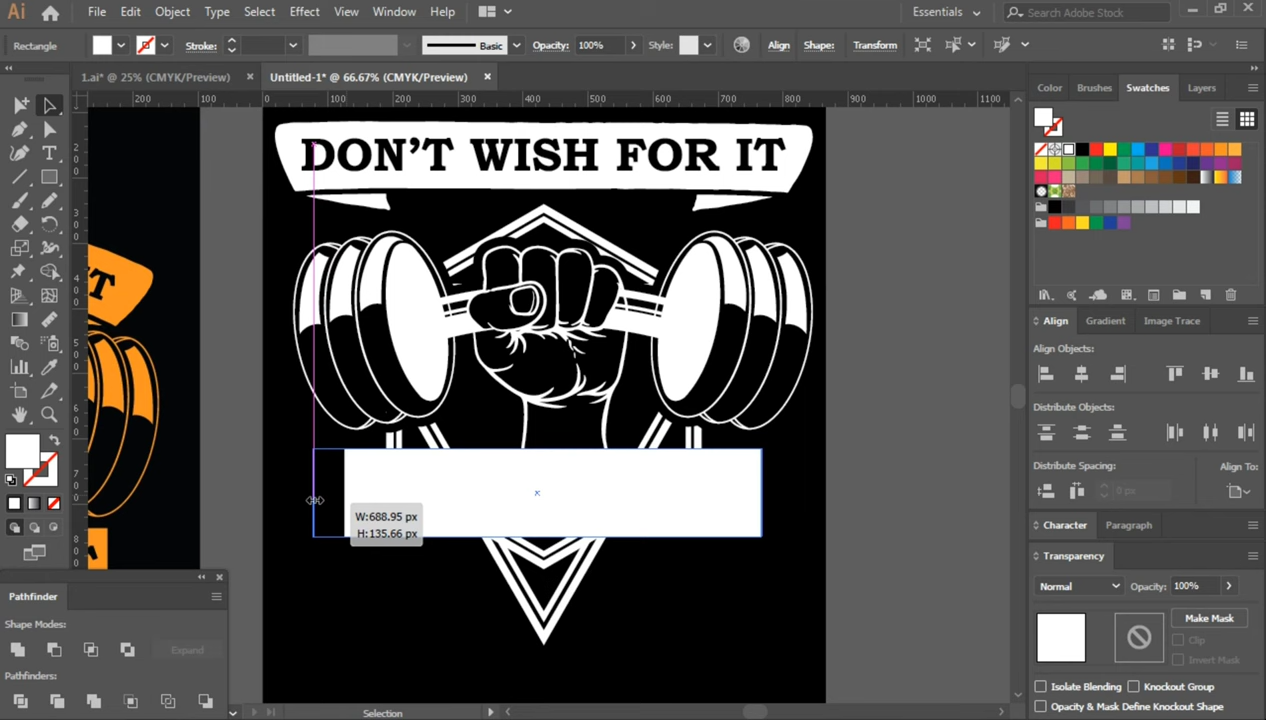 Ai File Edit Object Type Select Effect View Window Help Essentials Search Adobe Stock
Rectangle Stroke: Basic Opacity: 100% Style: Align Shape: Transform
1.ai* @ 25% (CMYK/Preview) × Untitled-1* @ 66.67% (CMYK/Preview) ×
200 100 0 100 200 300 400 500 600 700 800 900 1000 1100
Color Brushes Swatches Layers
DON’T WISH FOR IT
Align Gradient Image Trace
Align Objects:
Distribute Objects:
Distribute Spacing: Align To:
0 px
W:688.95 px
H:135.66 px
Character Paragraph
Transparency
Normal Opacity: 100%
Make Mask
Clip
Invert Mask
Isolate Blending Knockout Group
Opacity & Mask Define Knockout Shape
Pathfinder
Shape Modes:
Expand
Pathfinders:
Selection